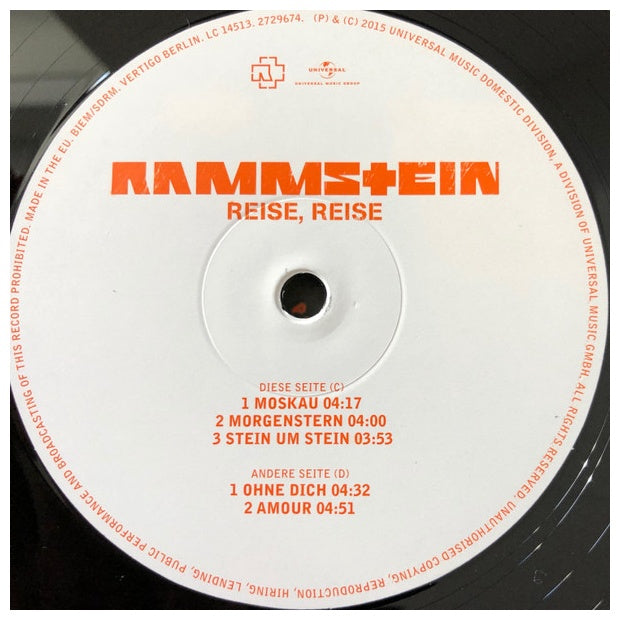 MADE IN THE EU. BIEM/SDRM. VERTIGO BERLIN. LC 14513. 2729674. (P) & (C) 2015 UNIVERSAL MUSIC DOMESTIC DIVISION, A DIVISION OF UNIVERSAL MUSIC GMBH. ALL RIGHTS RESERVED. UNAUTHORISED COPYING, REPRODUCTION, HIRING, LENDING, PUBLIC PERFORMANCE AND BROADCASTING OF THIS RECORD PROHIBITED.
UNIVERSAL
UNIVERSAL MUSIC GROUP
RAMMSTEIN
REISE, REISE
DIESE SEITE (C)
1 MOSKAU 04:17
2 MORGENSTERN 04:00
3 STEIN UM STEIN 03:53
ANDERE SEITE (D)
1 OHNE DICH 04:32
2 AMOUR 04:51